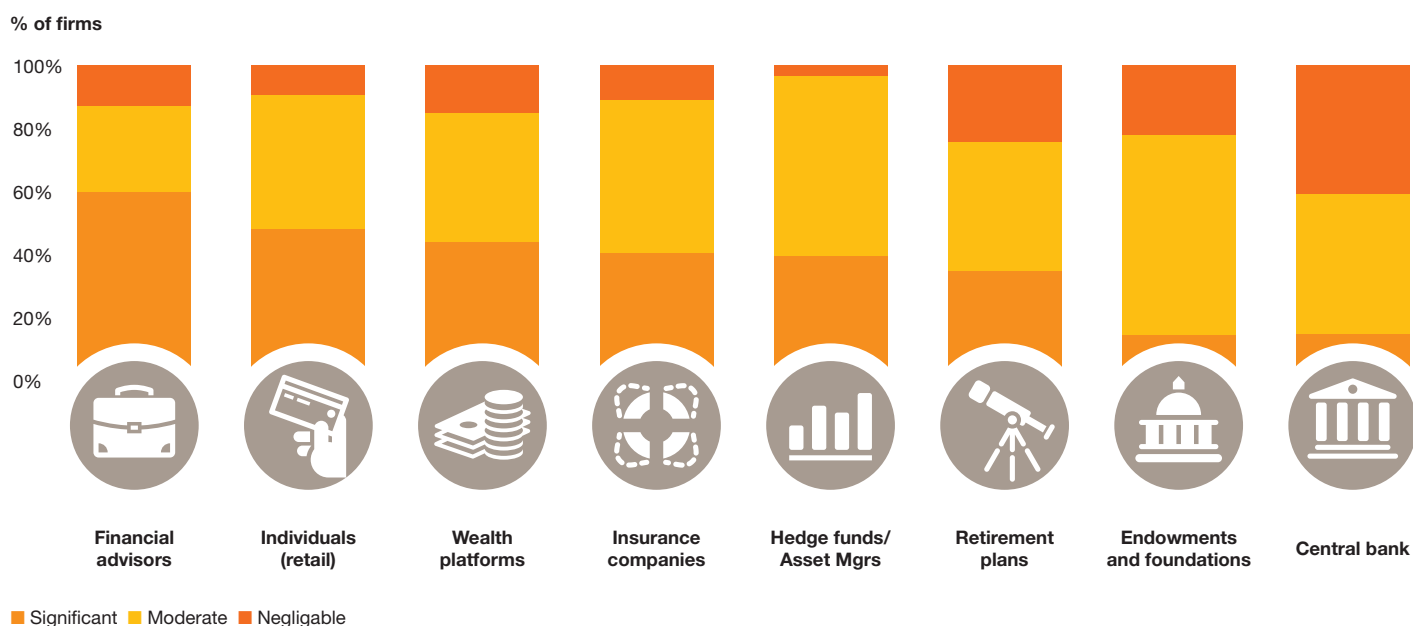 % of firms
100%
80%
60%
40%
20%
0%
Financial
advisors
Individuals
(retail)
Wealth
platforms
Insurance
companies
Hedge funds/
Asset Mgrs
Retirement
plans
Endowments
and foundations
Central bank
Significant Moderate Negligable